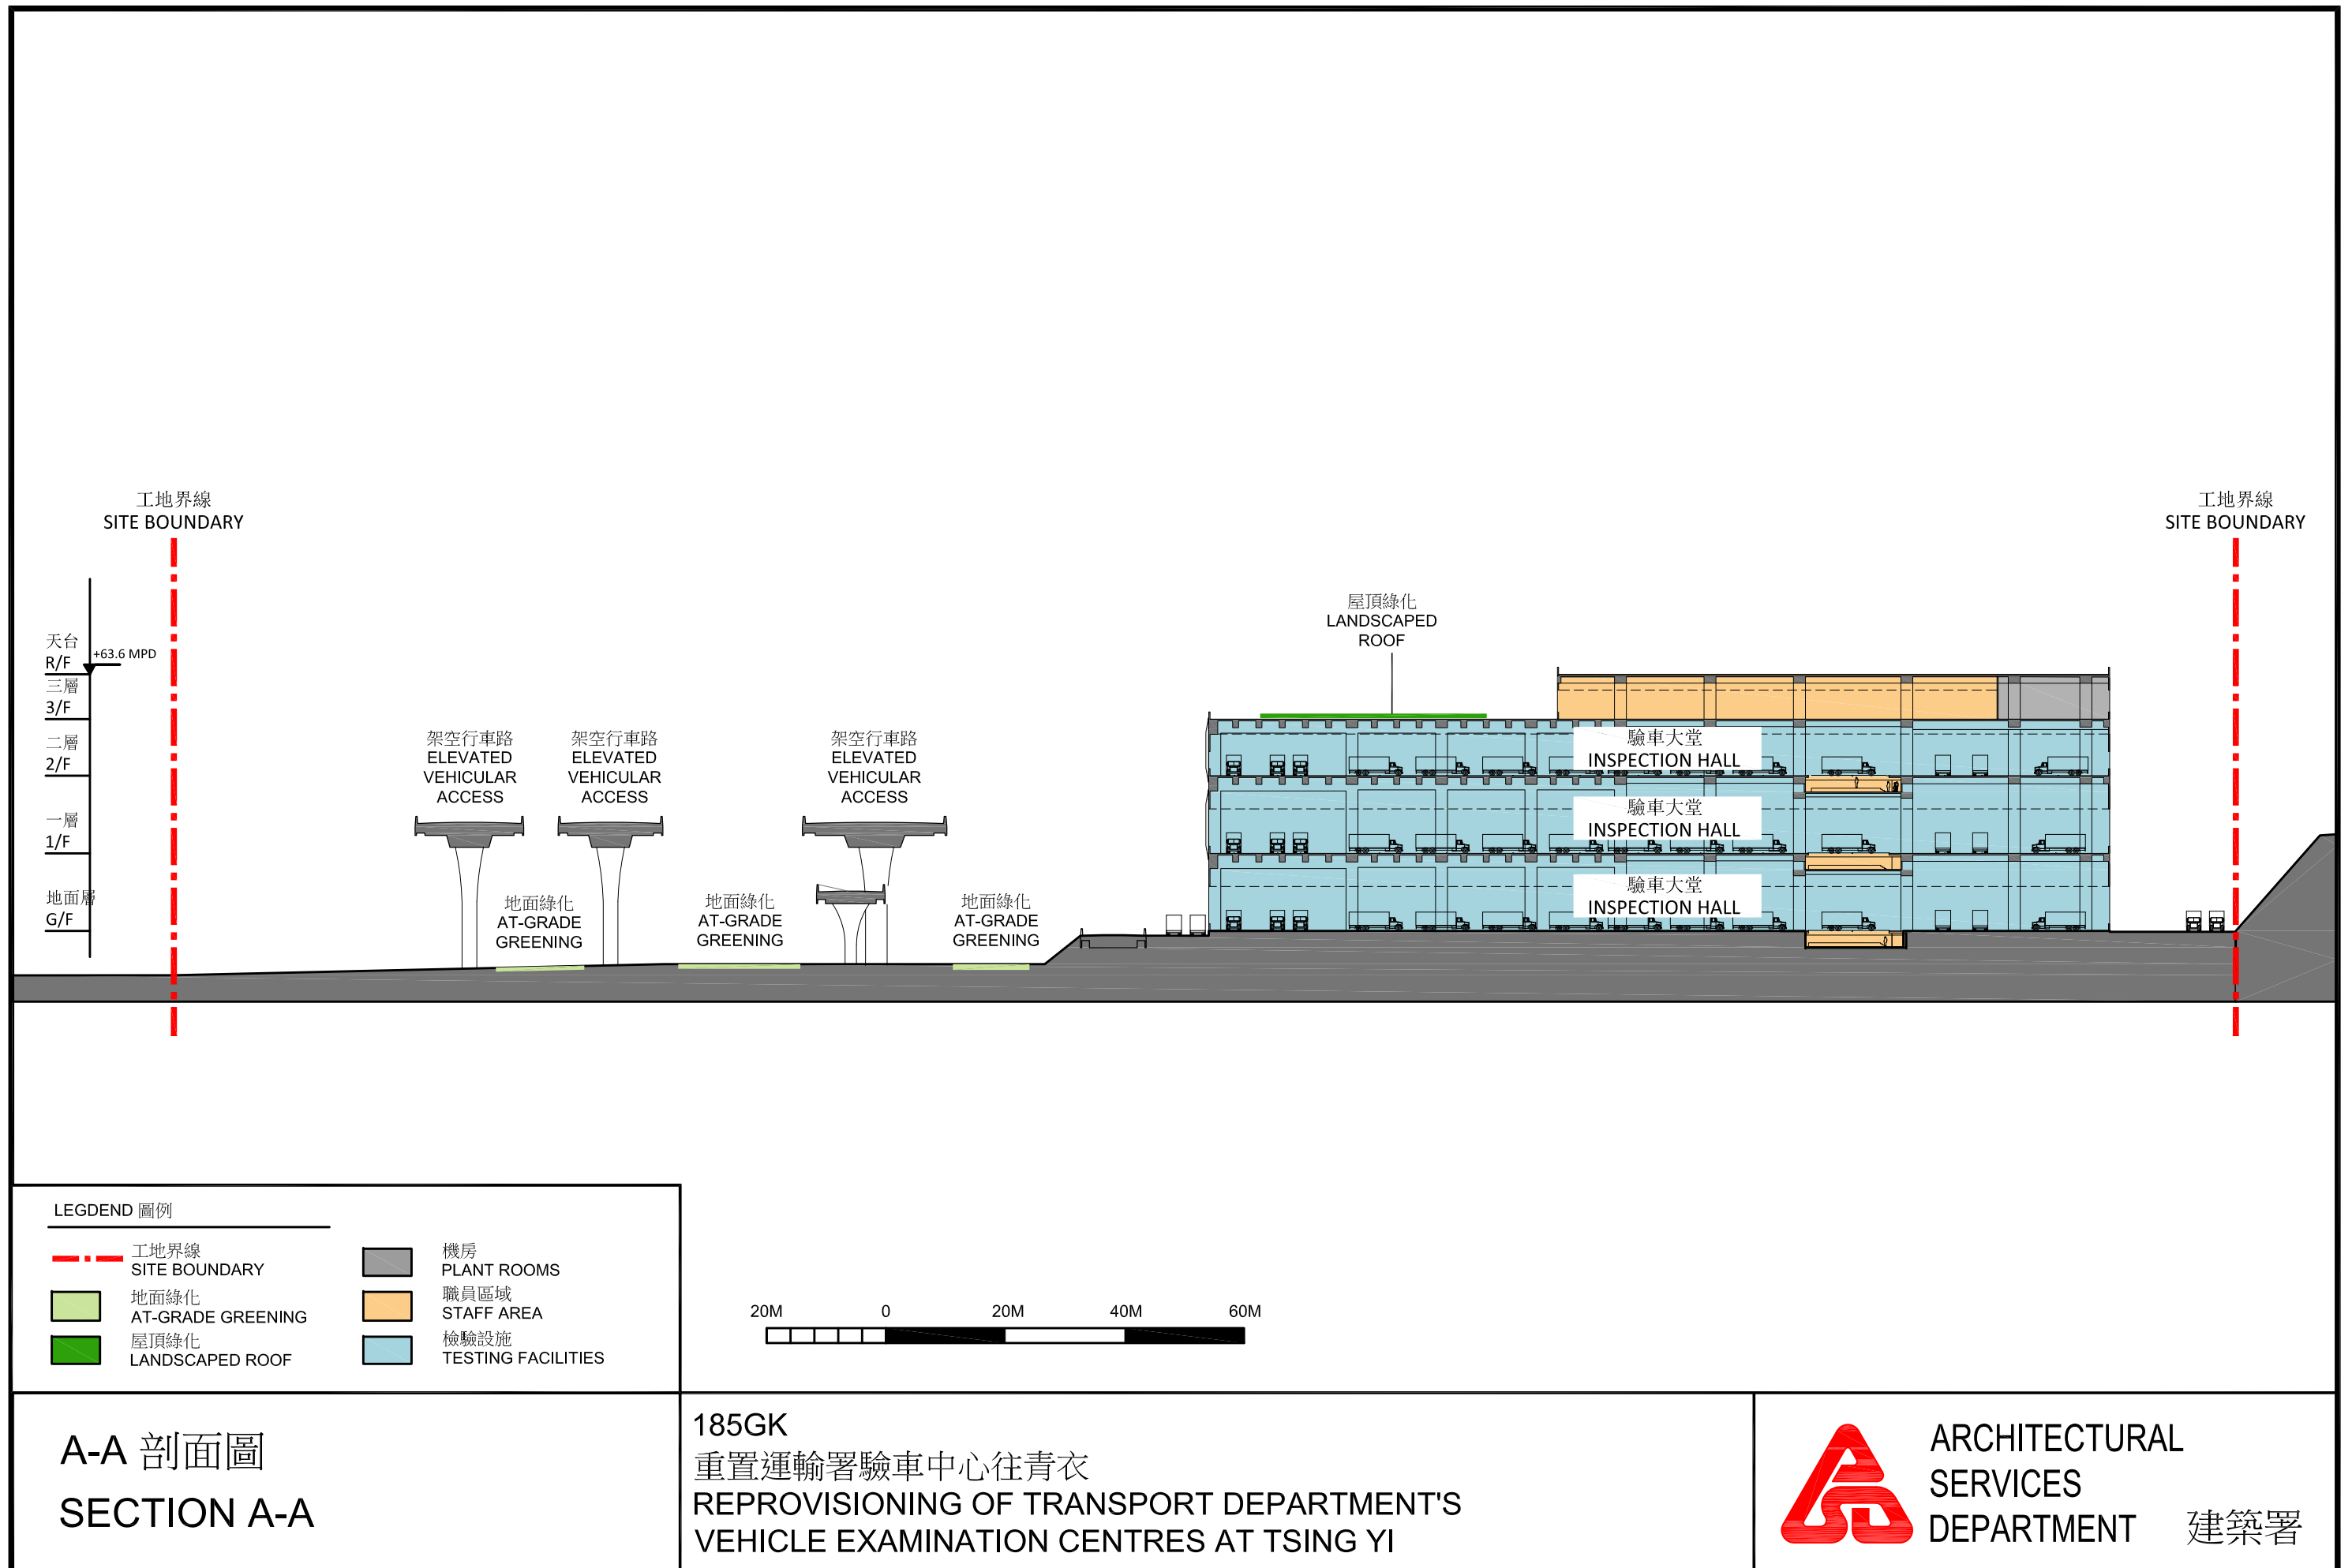 工地界線
SITE BOUNDARY
工地界線
SITE BOUNDARY
屋頂綠化
LANDSCAPED
ROOF
天台
R/F
+63.6 MPD
三層
3/F
二層
2/F
一層
1/F
地面層
G/F
架空行車路
ELEVATED
VEHICULAR
ACCESS
架空行車路
ELEVATED
VEHICULAR
ACCESS
架空行車路
ELEVATED
VEHICULAR
ACCESS
地面綠化
AT-GRADE
GREENING
地面綠化
AT-GRADE
GREENING
地面綠化
AT-GRADE
GREENING
驗車大堂
INSPECTION HALL
驗車大堂
INSPECTION HALL
驗車大堂
INSPECTION HALL
LEGDEND 圖例
工地界線
SITE BOUNDARY
地面綠化
AT-GRADE GREENING
屋頂綠化
LANDSCAPED ROOF
機房
PLANT ROOMS
職員區域
STAFF AREA
檢驗設施
TESTING FACILITIES
20M 0 20M 40M 60M
A-A 剖面圖
SECTION A-A
185GK
重置運輸署驗車中心往青衣
REPROVISIONING OF TRANSPORT DEPARTMENT'S
VEHICLE EXAMINATION CENTRES AT TSING YI
ARCHITECTURAL
SERVICES
DEPARTMENT 建築署